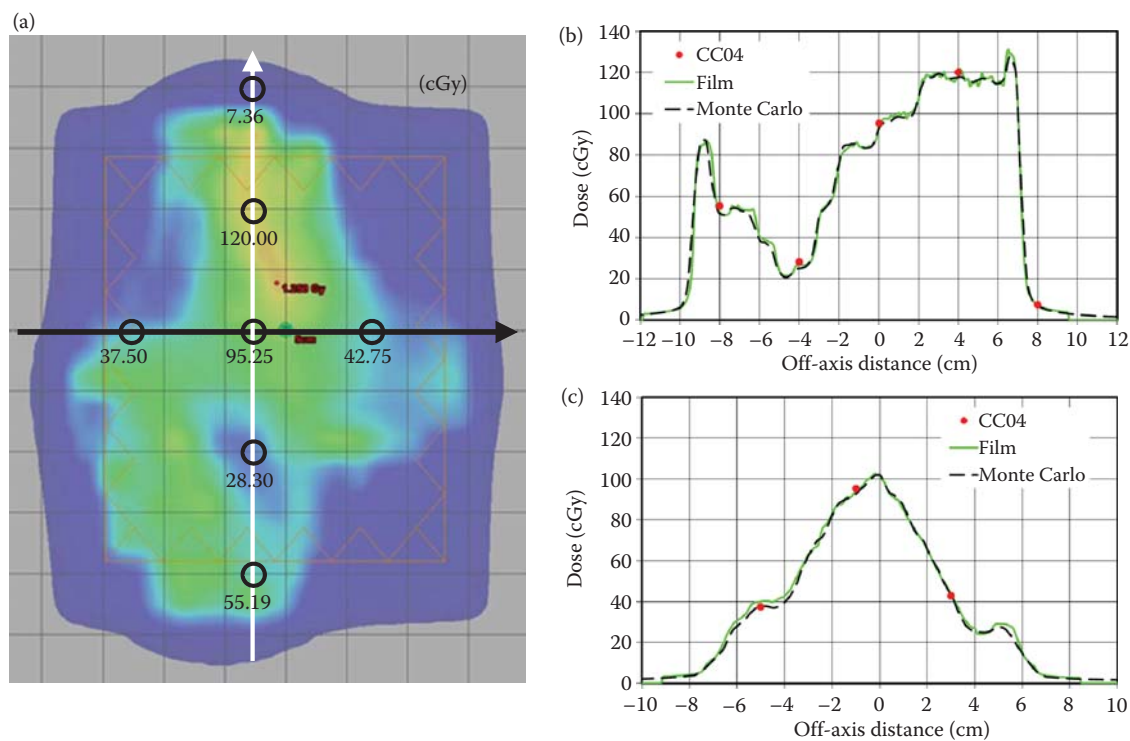 (a)
(cGy)
7.36
120.00
1.252 Gy
37.50
95.25
42.75
28.30
55.19
(b)
140
120
100
80
60
40
20
0
Dose (cGy)
CC04
Film
Monte Carlo
−12 −10 −8 −6 −4 −2 0 2 4 6 8 10 12
Off-axis distance (cm)
(c)
140
120
100
80
60
40
20
0
Dose (cGy)
CC04
Film
Monte Carlo
−10 −8 −6 −4 −2 0 2 4 6 8 10
Off-axis distance (cm)